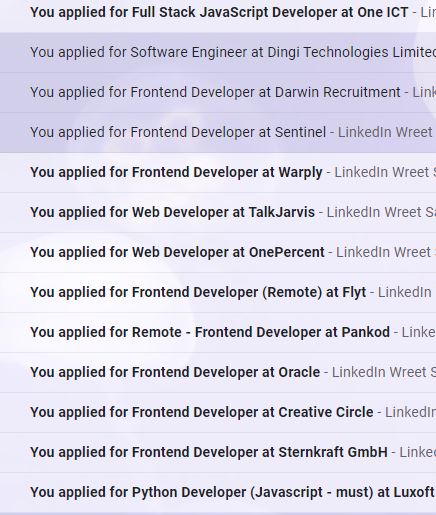 You applied for Full Stack JavaScript Developer at One ICT - Lin
You applied for Software Engineer at Dingi Technologies Limited
You applied for Frontend Developer at Darwin Recruitment - Link
You applied for Frontend Developer at Sentinel - LinkedIn Wreet
You applied for Frontend Developer at Warply - LinkedIn Wreet S
You applied for Web Developer at TalkJarvis - LinkedIn Wreet Sa
You applied for Web Developer at OnePercent - LinkedIn Wreet
You applied for Frontend Developer (Remote) at Flyt - LinkedIn
You applied for Remote - Frontend Developer at Pankod - Linke
You applied for Frontend Developer at Oracle - LinkedIn Wreet S
You applied for Frontend Developer at Creative Circle - LinkedIn
You applied for Frontend Developer at Sternkraft GmbH - Linked
You applied for Python Developer (Javascript - must) at Luxoft